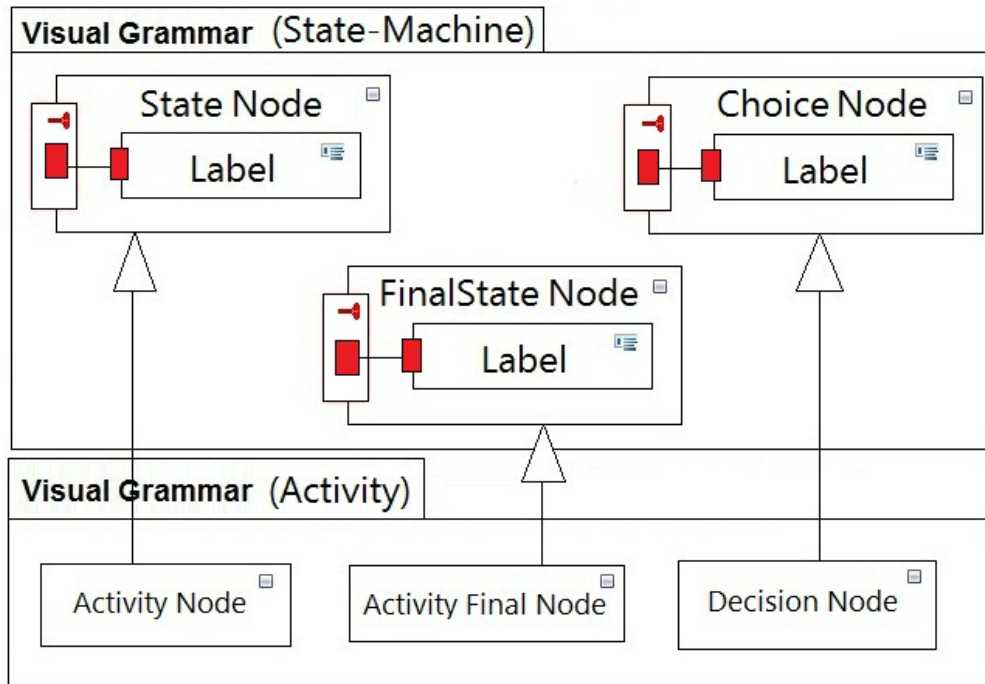 Visual Grammar (State-Machine)
State Node
Label
Choice Node
Label
FinalState Node
Label
Visual Grammar (Activity)
Activity Node
Activity Final Node
Decision Node